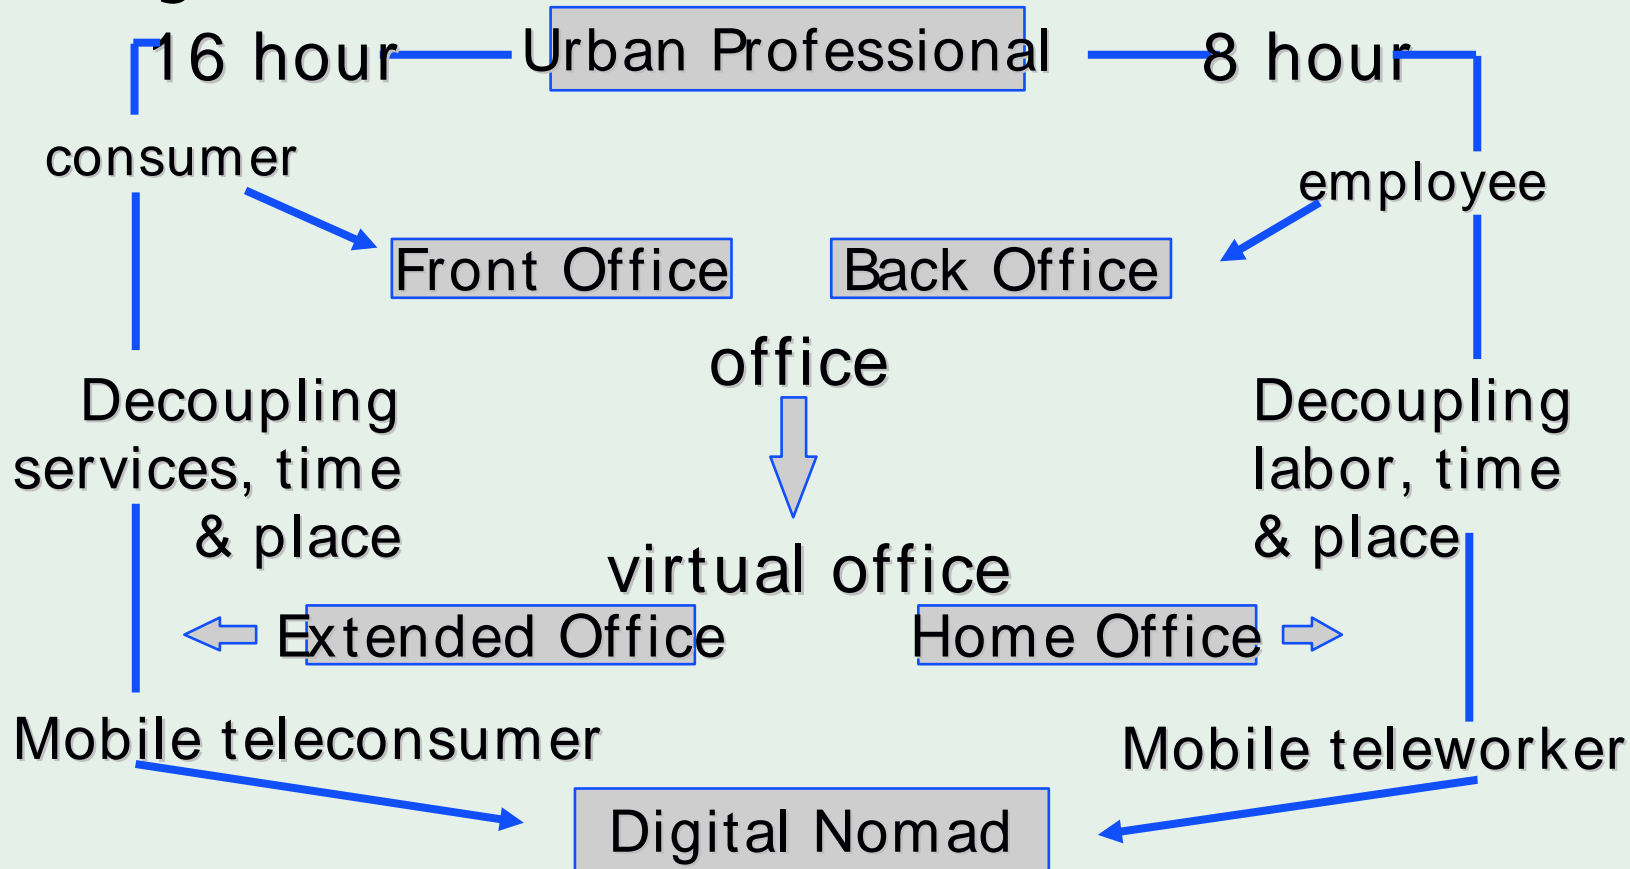 16 hour
Urban Professional
8 hour
consumer
employee
Front Office
Back Office
office
Decoupling
services, time
& place
Decoupling
labor, time
& place
virtual office
Extended Office
Home Office
Mobile teleconsumer
Mobile teleworker
Digital Nomad